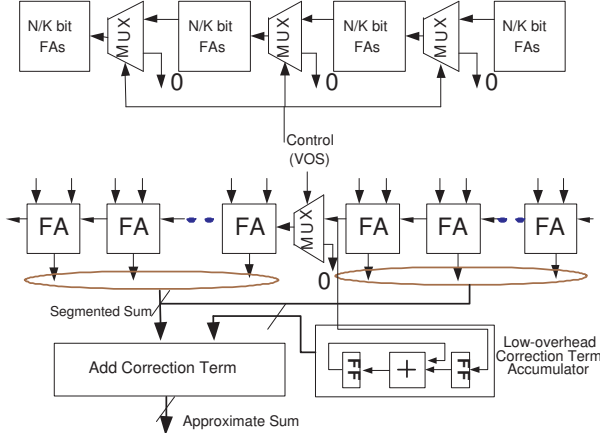 N/K bit
FAs
MUX
N/K bit
FAs
MUX
N/K bit
FAs
MUX
N/K bit
FAs
0
0
0
Control
(VOS)
FA
FA
FA
MUX
FA
FA
FA
0
Segmented Sum
Add Correction Term
FF
+
FF
Low-overhead
Correction Term
Accumulator
Approximate Sum